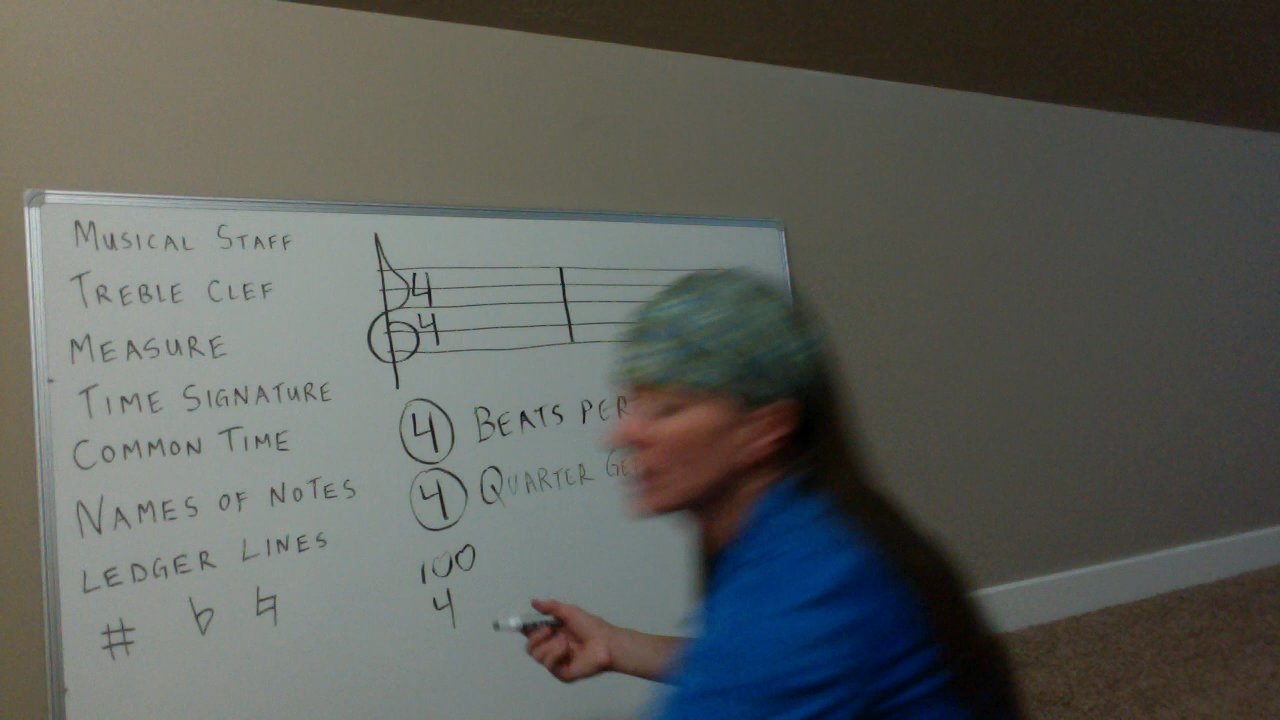 MUSICAL STAFF
TREBLE CLEF
MEASURE
TIME SIGNATURE
COMMON TIME
NAMES OF NOTES
LEDGER LINES
# ♭ ♮
4
4
4 BEATS PER
4 QUARTER
100
4